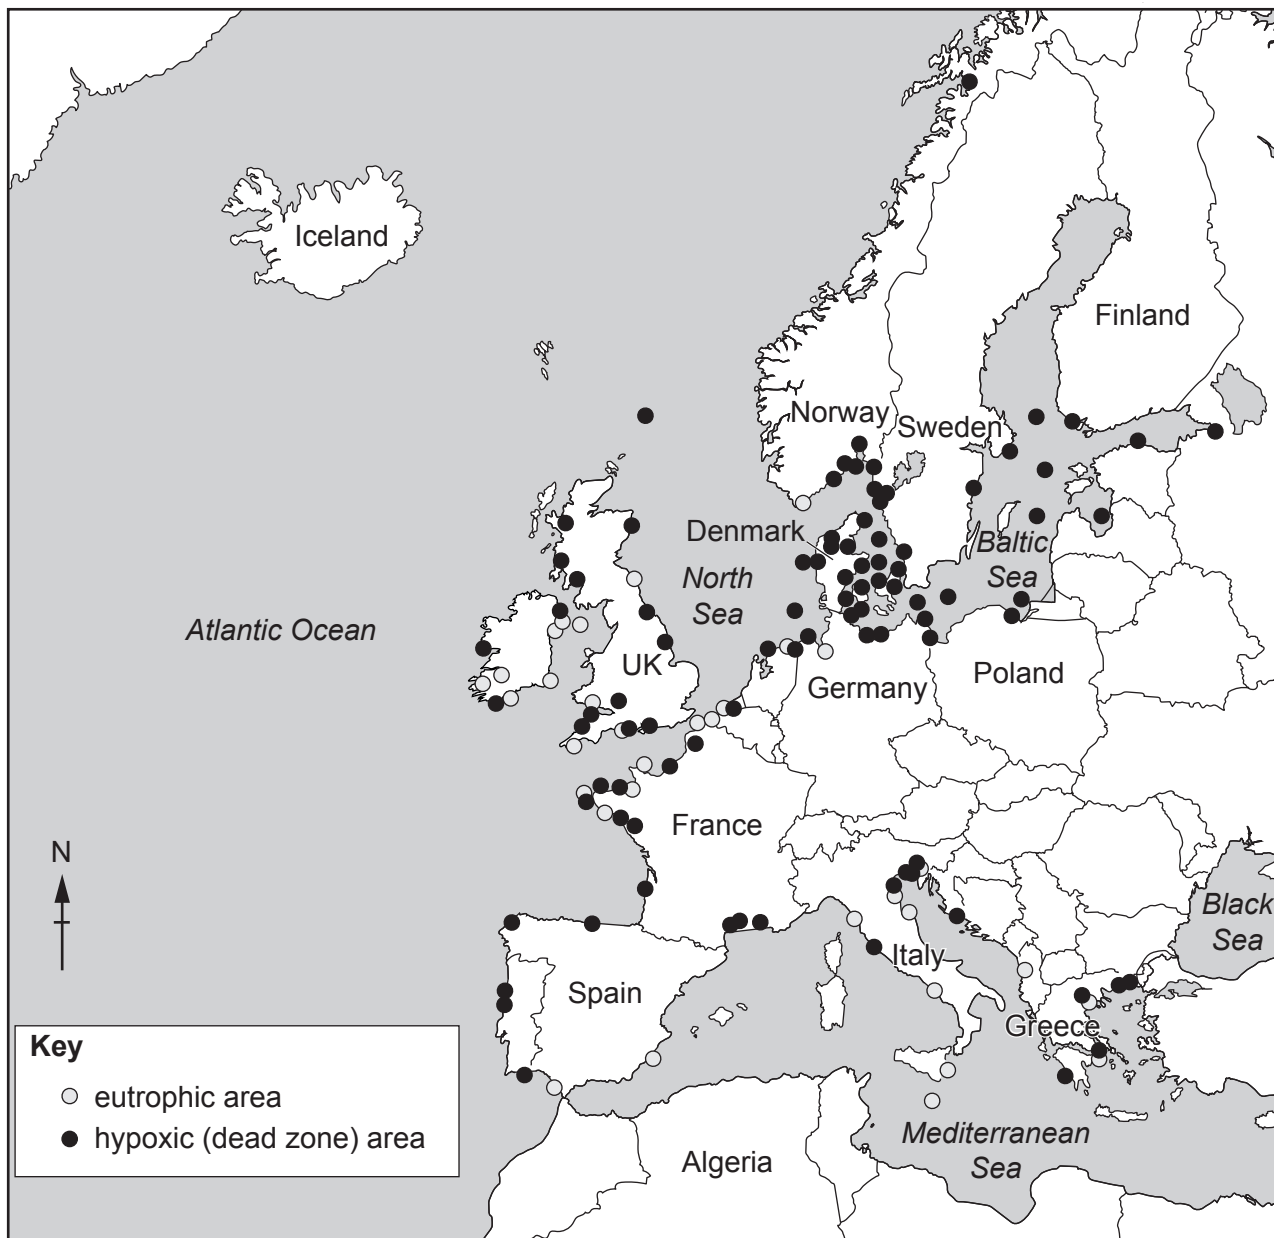 Iceland
Finland
Norway
Sweden
Denmark
Baltic
Sea
North
Sea
Atlantic Ocean
UK
Poland
Germany
France
N
Black
Sea
Italy
Spain
Greece
Key
eutrophic area
hypoxic (dead zone) area
Mediterranean
Sea
Algeria